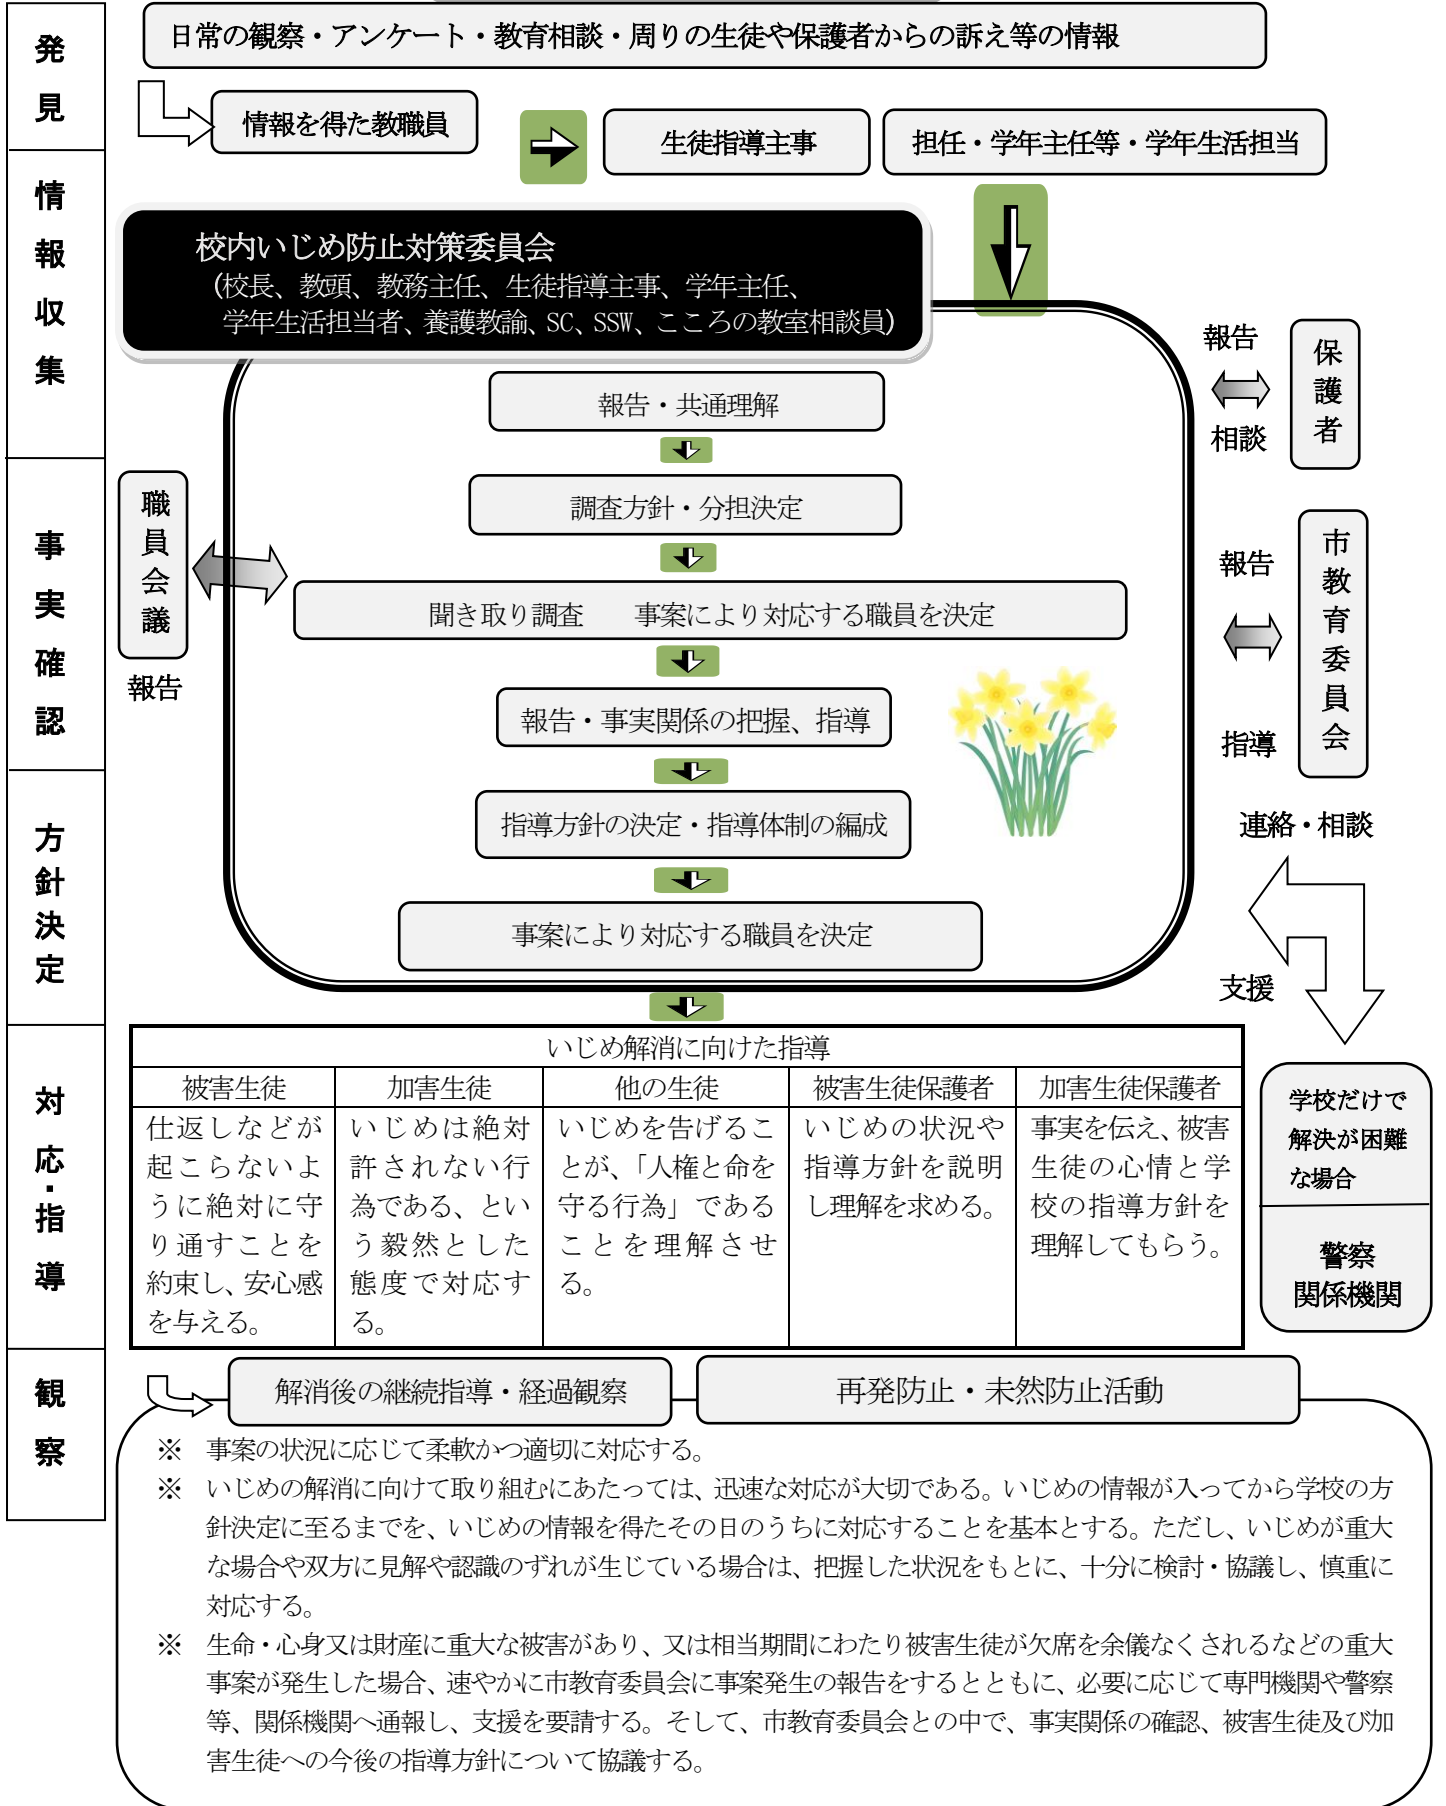 発見
日常の観察・アンケート・教育相談・周りの生徒や保護者からの訴え等の情報
情報を得た教職員
生徒指導主事
担任・学年主任等・学年生活担当
情報収集
校内いじめ防止対策委員会
(校長、教頭、教務主任、生徒指導主事、学年主任、
学年生活担当者、養護教諭、SC、SSW、こころの教室相談員)
報告・共通理解
報告
相談
保護者
事実確認
職員会議
報告
調査方針・分担決定
聞き取り調査　　事案により対応する職員を決定
報告・事実関係の把握、指導
報告
指導
市教育委員会
方針決定
指導方針の決定・指導体制の編成
事案により対応する職員を決定
連絡・相談
支援
対応・指導
いじめ解消に向けた指導
被害生徒
仕返しなどが
起こらないよ
うに絶対に守
り通すことを
約束し、安心感
を与える。
加害生徒
いじめは絶対
許されない行
為である、とい
う毅然とした
態度で対応す
る。
他の生徒
いじめを告げるこ
とが、「人権と命を
守る行為」である
ことを理解させ
る。
被害生徒保護者
いじめの状況や
指導方針を説明
し理解を求める。
加害生徒保護者
事実を伝え、被害
生徒の心情と学
校の指導方針を
理解してもらう。
学校だけで
解決が困難
な場合
警察
関係機関
観察
解消後の継続指導・経過観察
再発防止・未然防止活動
※　事案の状況に応じて柔軟かつ適切に対応する。
※　いじめの解消に向けて取り組むにあたっては、迅速な対応が大切である。いじめの情報が入ってから学校の方
針決定に至るまでを、いじめの情報を得たその日のうちに対応することを基本とする。ただし、いじめが重大
な場合や双方に見解や認識のずれが生じている場合は、把握した状況をもとに、十分に検討・協議し、慎重に
対応する。
※　生命・心身又は財産に重大な被害があり、又は相当期間にわたり被害生徒が欠席を余儀なくされるなどの重大
事案が発生した場合、速やかに市教育委員会に事案発生の報告をするとともに、必要に応じて専門機関や警察
等、関係機関へ通報し、支援を要請する。そして、市教育委員会との中で、事実関係の確認、被害生徒及び加
害生徒への今後の指導方針について協議する。